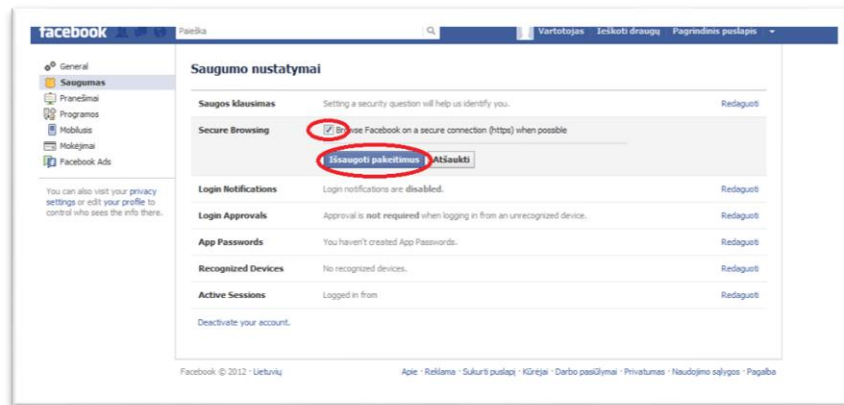 facebook Paieška Vartotojas Ieškoti draugų Pagrindinis puslapis
General
Saugumas
Pranešimai
Programos
Mobilusis
Mokėjimai
Facebook Ads
You can also visit your privacy
settings or edit your profile to
control who sees the info there.
Saugumo nustatymai
Saugos klausimas Setting a security question will help us identify you. Redaguoti
Secure Browsing Browse Facebook on a secure connection (https) when possible
Išsaugoti pakeitimus Atšaukti
Login Notifications Login notifications are disabled. Redaguoti
Login Approvals Approval is not required when logging in from an unrecognized device. Redaguoti
App Passwords You haven't created App Passwords. Redaguoti
Recognized Devices No recognized devices. Redaguoti
Active Sessions Logged in from Redaguoti
Deactivate your account.
Facebook © 2012 · Lietuvių Apie · Reklama · Sukurti puslapį · Kūrėjai · Darbo pasiūlymai · Privatumas · Naudojimo sąlygos · Pagalba